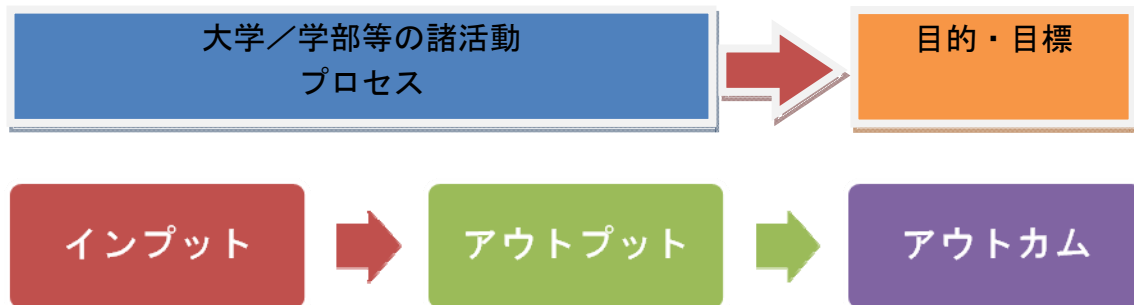 大学／学部等の諸活動
プロセス
目的・目標
インプット
アウトプット
アウトカム